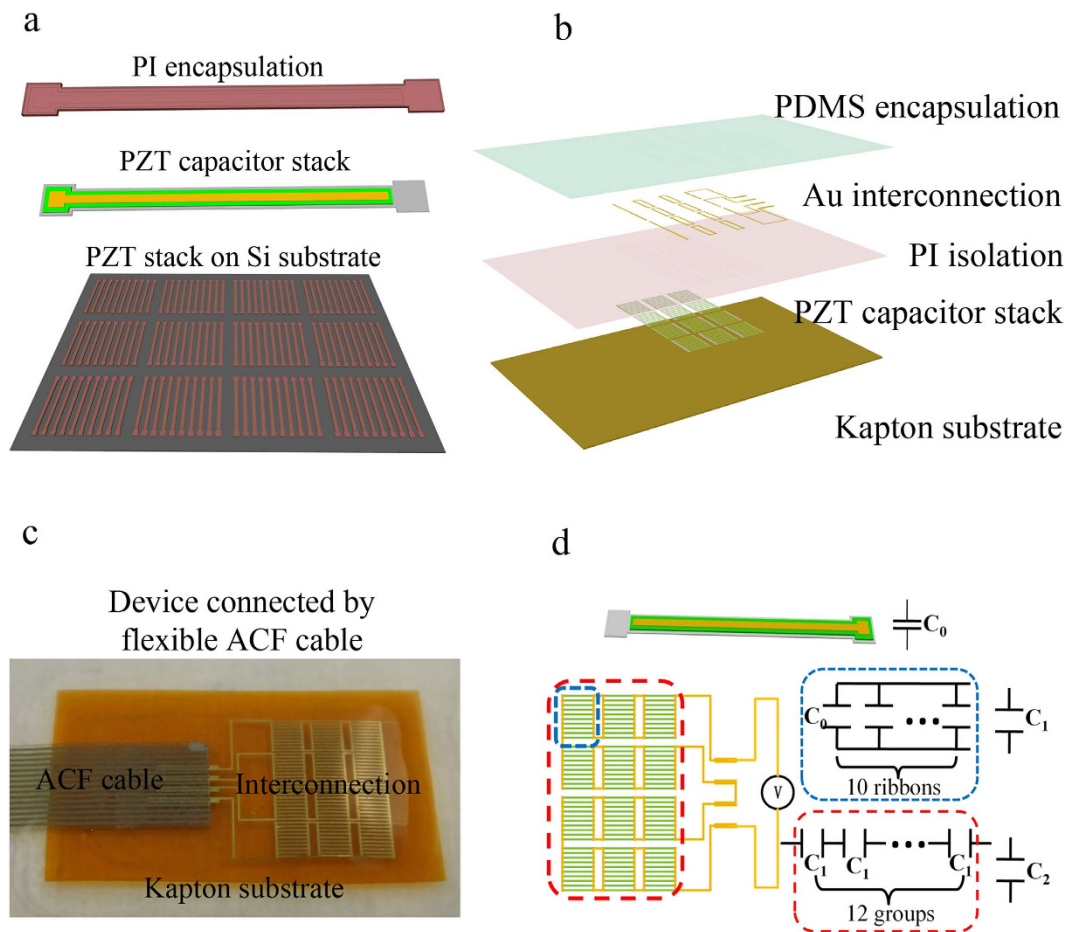 a
PI encapsulation
PZT capacitor stack
PZT stack on Si substrate
b
PDMS encapsulation
Au interconnection
PI isolation
PZT capacitor stack
Kapton substrate
c
Device connected by
flexible ACF cable
ACF cable
Interconnection
Kapton substrate
d
C0
C0
C1
10 ribbons
V
C1
C1
C1
C2
12 groups